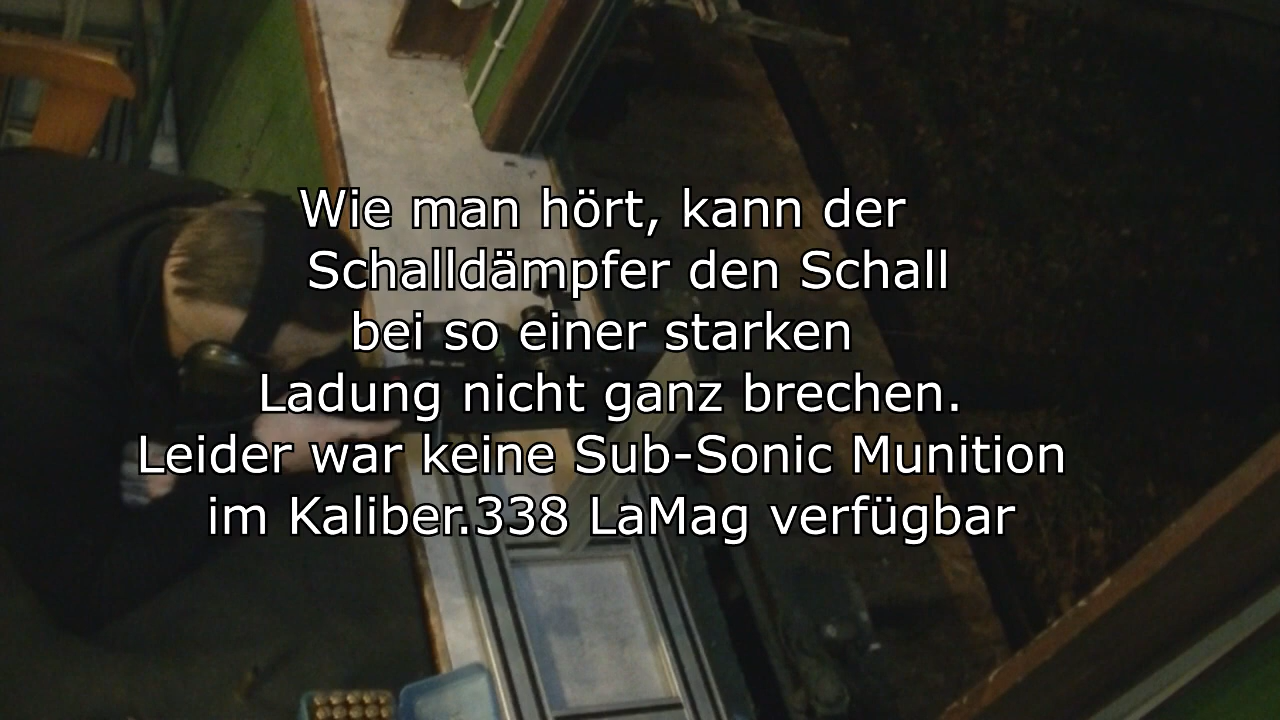 Wie man hört, kann der
Schalldämpfer den Schall
bei so einer starken
Ladung nicht ganz brechen.
Leider war keine Sub-Sonic Munition
im Kaliber.338 LaMag verfügbar